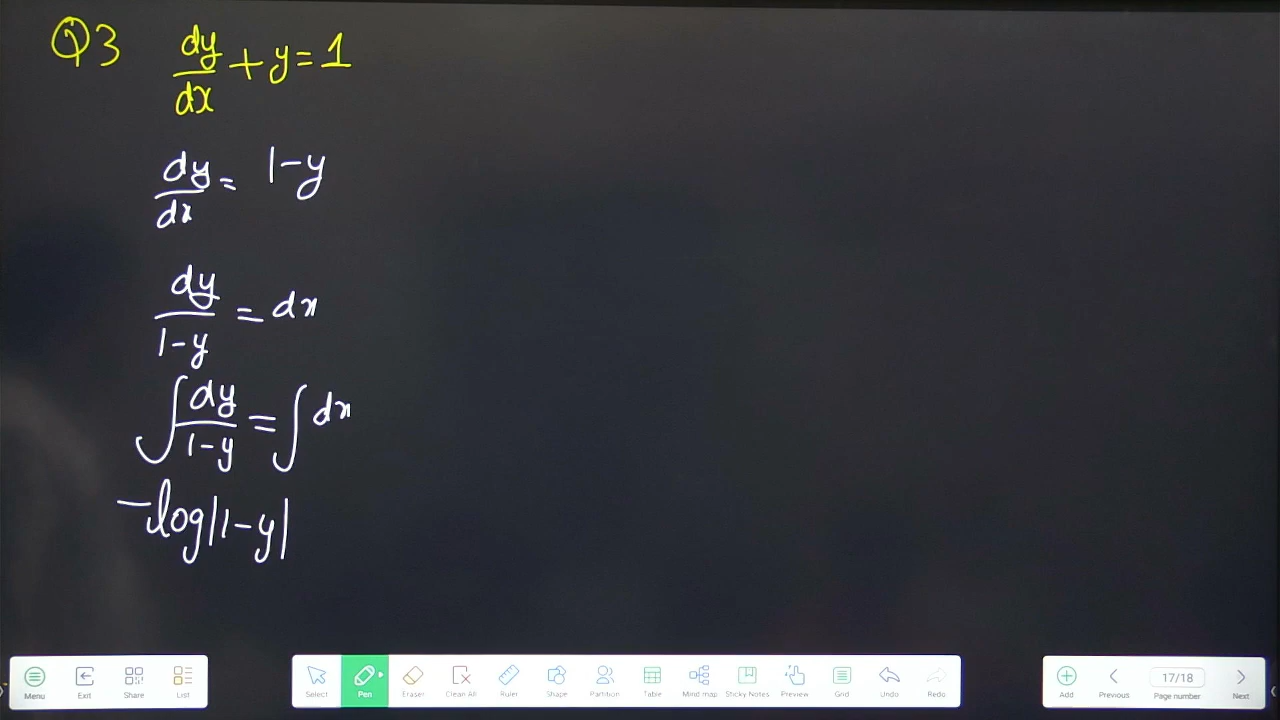 Q3 dy/dx + y = 1
dy/dx = 1-y
dy/1-y = dx
∫ dy/1-y = ∫ dx
-log|1-y|
Menu Exit Share List Select Pen Eraser Clean All Ruler Shape Partition Table Mind map Sticky Notes Preview Grid Undo Redo Add Previous 17/18 Page number Next